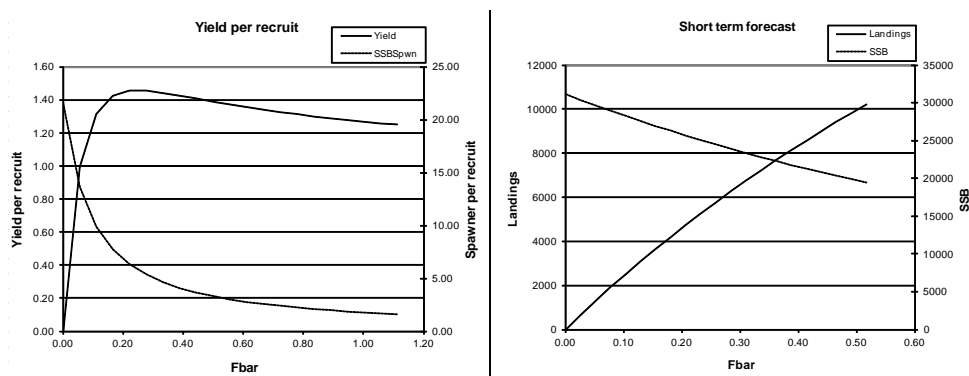 Yield per recruit
Yield
SSBSpwn
1.60
1.40
1.20
1.00
0.80
0.60
0.40
0.20
0.00
Yield per recruit
25.00
20.00
15.00
10.00
5.00
0.00
Spawner per recruit
0.00 0.20 0.40 0.60 0.80 1.00 1.20
Fbar
Short term forecast
Landings
SSB
12000
10000
8000
6000
4000
2000
0
Landings
35000
30000
25000
20000
15000
10000
5000
0
SSB
0.00 0.10 0.20 0.30 0.40 0.50 0.60
Fbar